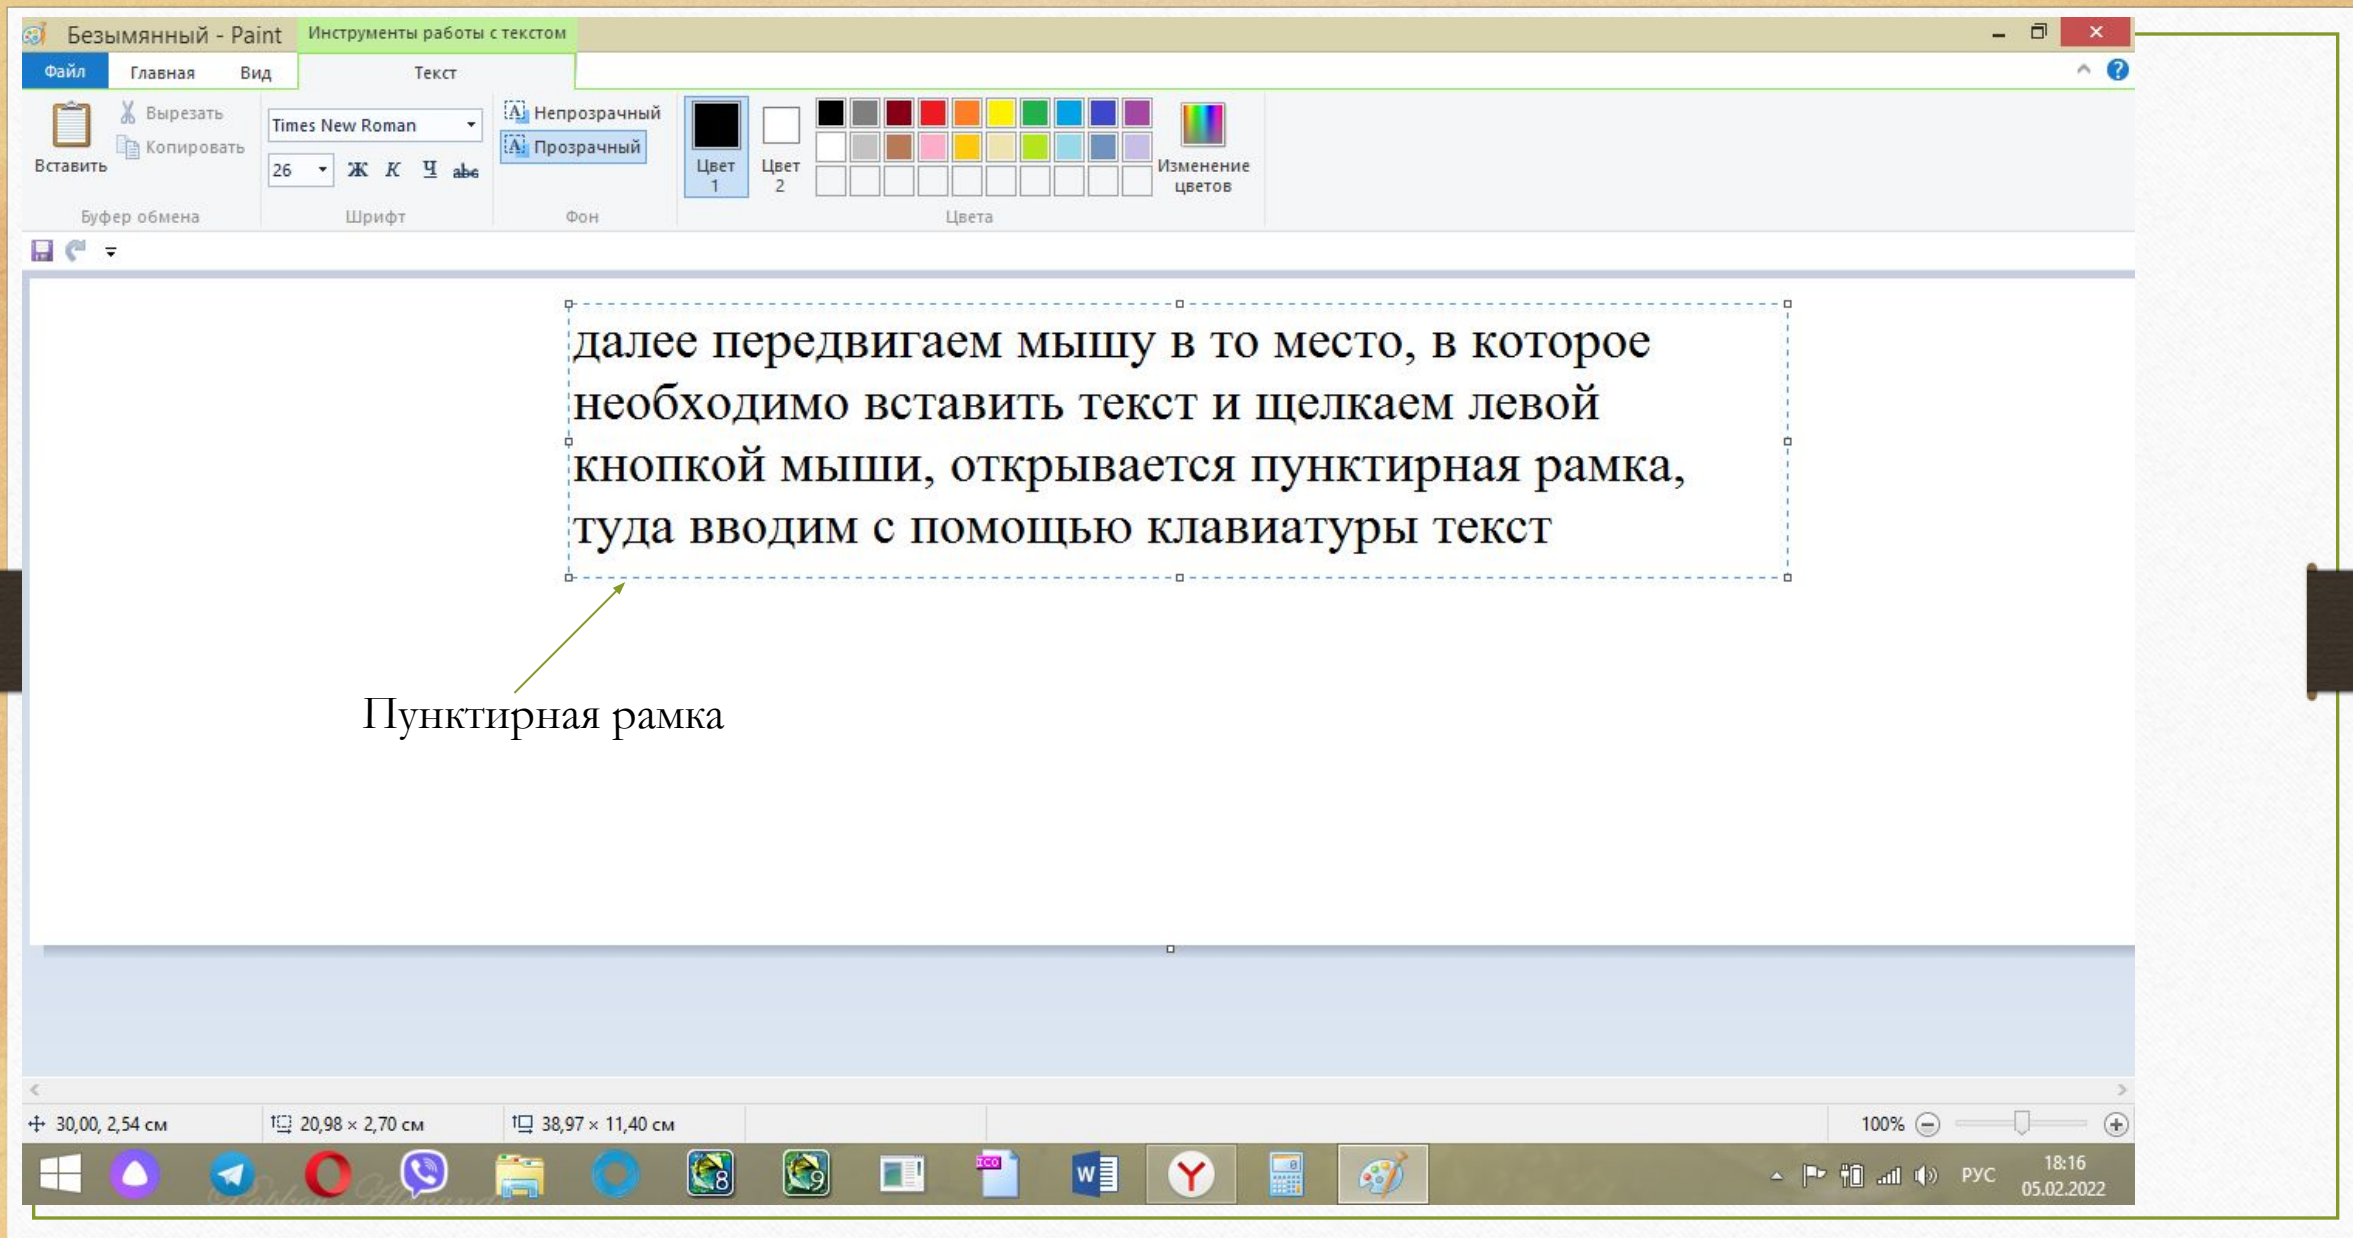 Безымянный - Paint
Инструменты работы с текстом
Файл
Главная
Вид
Текст
Вставить
Вырезать
Копировать
Буфер обмена
Times New Roman
26
Ж К Ч abc
Шрифт
Непрозрачный
Прозрачный
Фон
Цвет
1
Цвет
2
Изменение
цветов
Цвета
далее передвигаем мышу в то место, в которое
необходимо вставить текст и щелкаем левой
кнопкой мыши, открывается пунктирная рамка,
туда вводим с помощью клавиатуры текст
Пунктирная рамка
30,00, 2,54 см
20,98 × 2,70 см
38,97 × 11,40 см
100%
8
9
ICO
W
РУС
18:16
05.02.2022